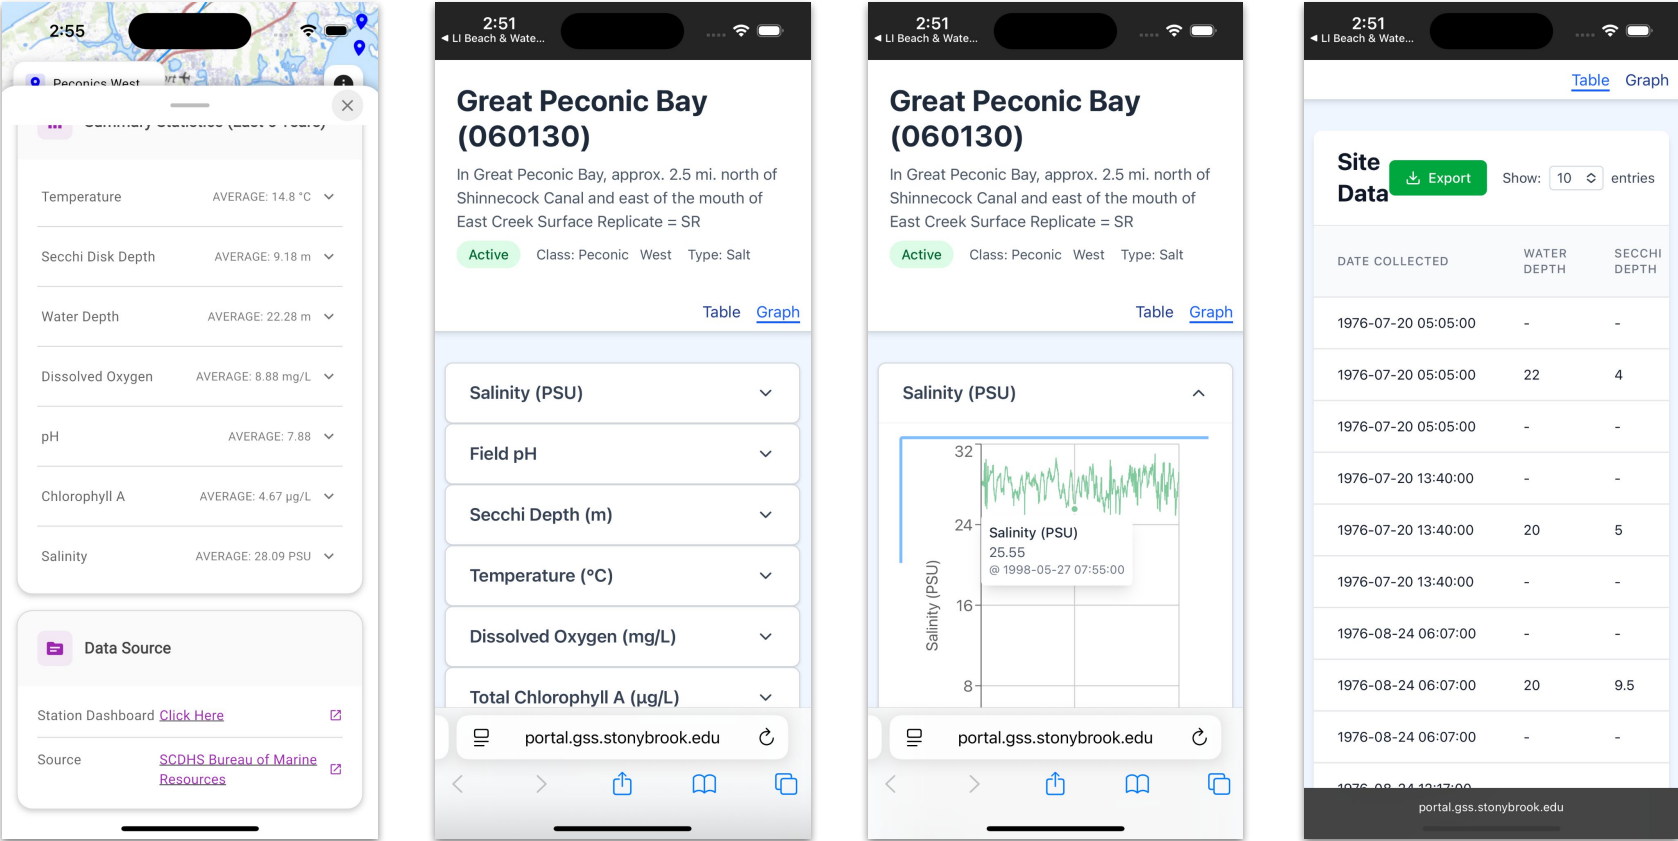 2:55
Peconics West
Summary Statistics (Last 5 Years)
Temperature AVERAGE: 14.8 °C
Secchi Disk Depth AVERAGE: 9.18 m
Water Depth AVERAGE: 22.28 m
Dissolved Oxygen AVERAGE: 8.88 mg/L
pH AVERAGE: 7.88
Chlorophyll A AVERAGE: 4.67 µg/L
Salinity AVERAGE: 28.09 PSU
Data Source
Station Dashboard Click Here
Source SCDHS Bureau of Marine
Resources
2:51
LI Beach & Wate...
Great Peconic Bay
(060130)
In Great Peconic Bay, approx. 2.5 mi. north of
Shinnecock Canal and east of the mouth of
East Creek Surface Replicate = SR
Active Class: Peconic West Type: Salt
Table Graph
Salinity (PSU)
Field pH
Secchi Depth (m)
Temperature (°C)
Dissolved Oxygen (mg/L)
Total Chlorophyll A (µg/L)
portal.gss.stonybrook.edu
2:51
LI Beach & Wate...
Great Peconic Bay
(060130)
In Great Peconic Bay, approx. 2.5 mi. north of
Shinnecock Canal and east of the mouth of
East Creek Surface Replicate = SR
Active Class: Peconic West Type: Salt
Table Graph
Salinity (PSU)
32
24
16
8
Salinity (PSU)
Salinity (PSU)
25.55
@ 1998-05-27 07:55:00
portal.gss.stonybrook.edu
2:51
LI Beach & Wate...
Table Graph
Site
Data
Export Show: 10 entries
DATE COLLECTED WATER DEPTH SECCHI DEPTH
1976-07-20 05:05:00 - -
1976-07-20 05:05:00 22 4
1976-07-20 05:05:00 - -
1976-07-20 13:40:00 - -
1976-07-20 13:40:00 20 5
1976-07-20 13:40:00 - -
1976-08-24 06:07:00 - -
1976-08-24 06:07:00 20 9.5
1976-08-24 06:07:00 - -
1976-08-24 12:17:00
portal.gss.stonybrook.edu